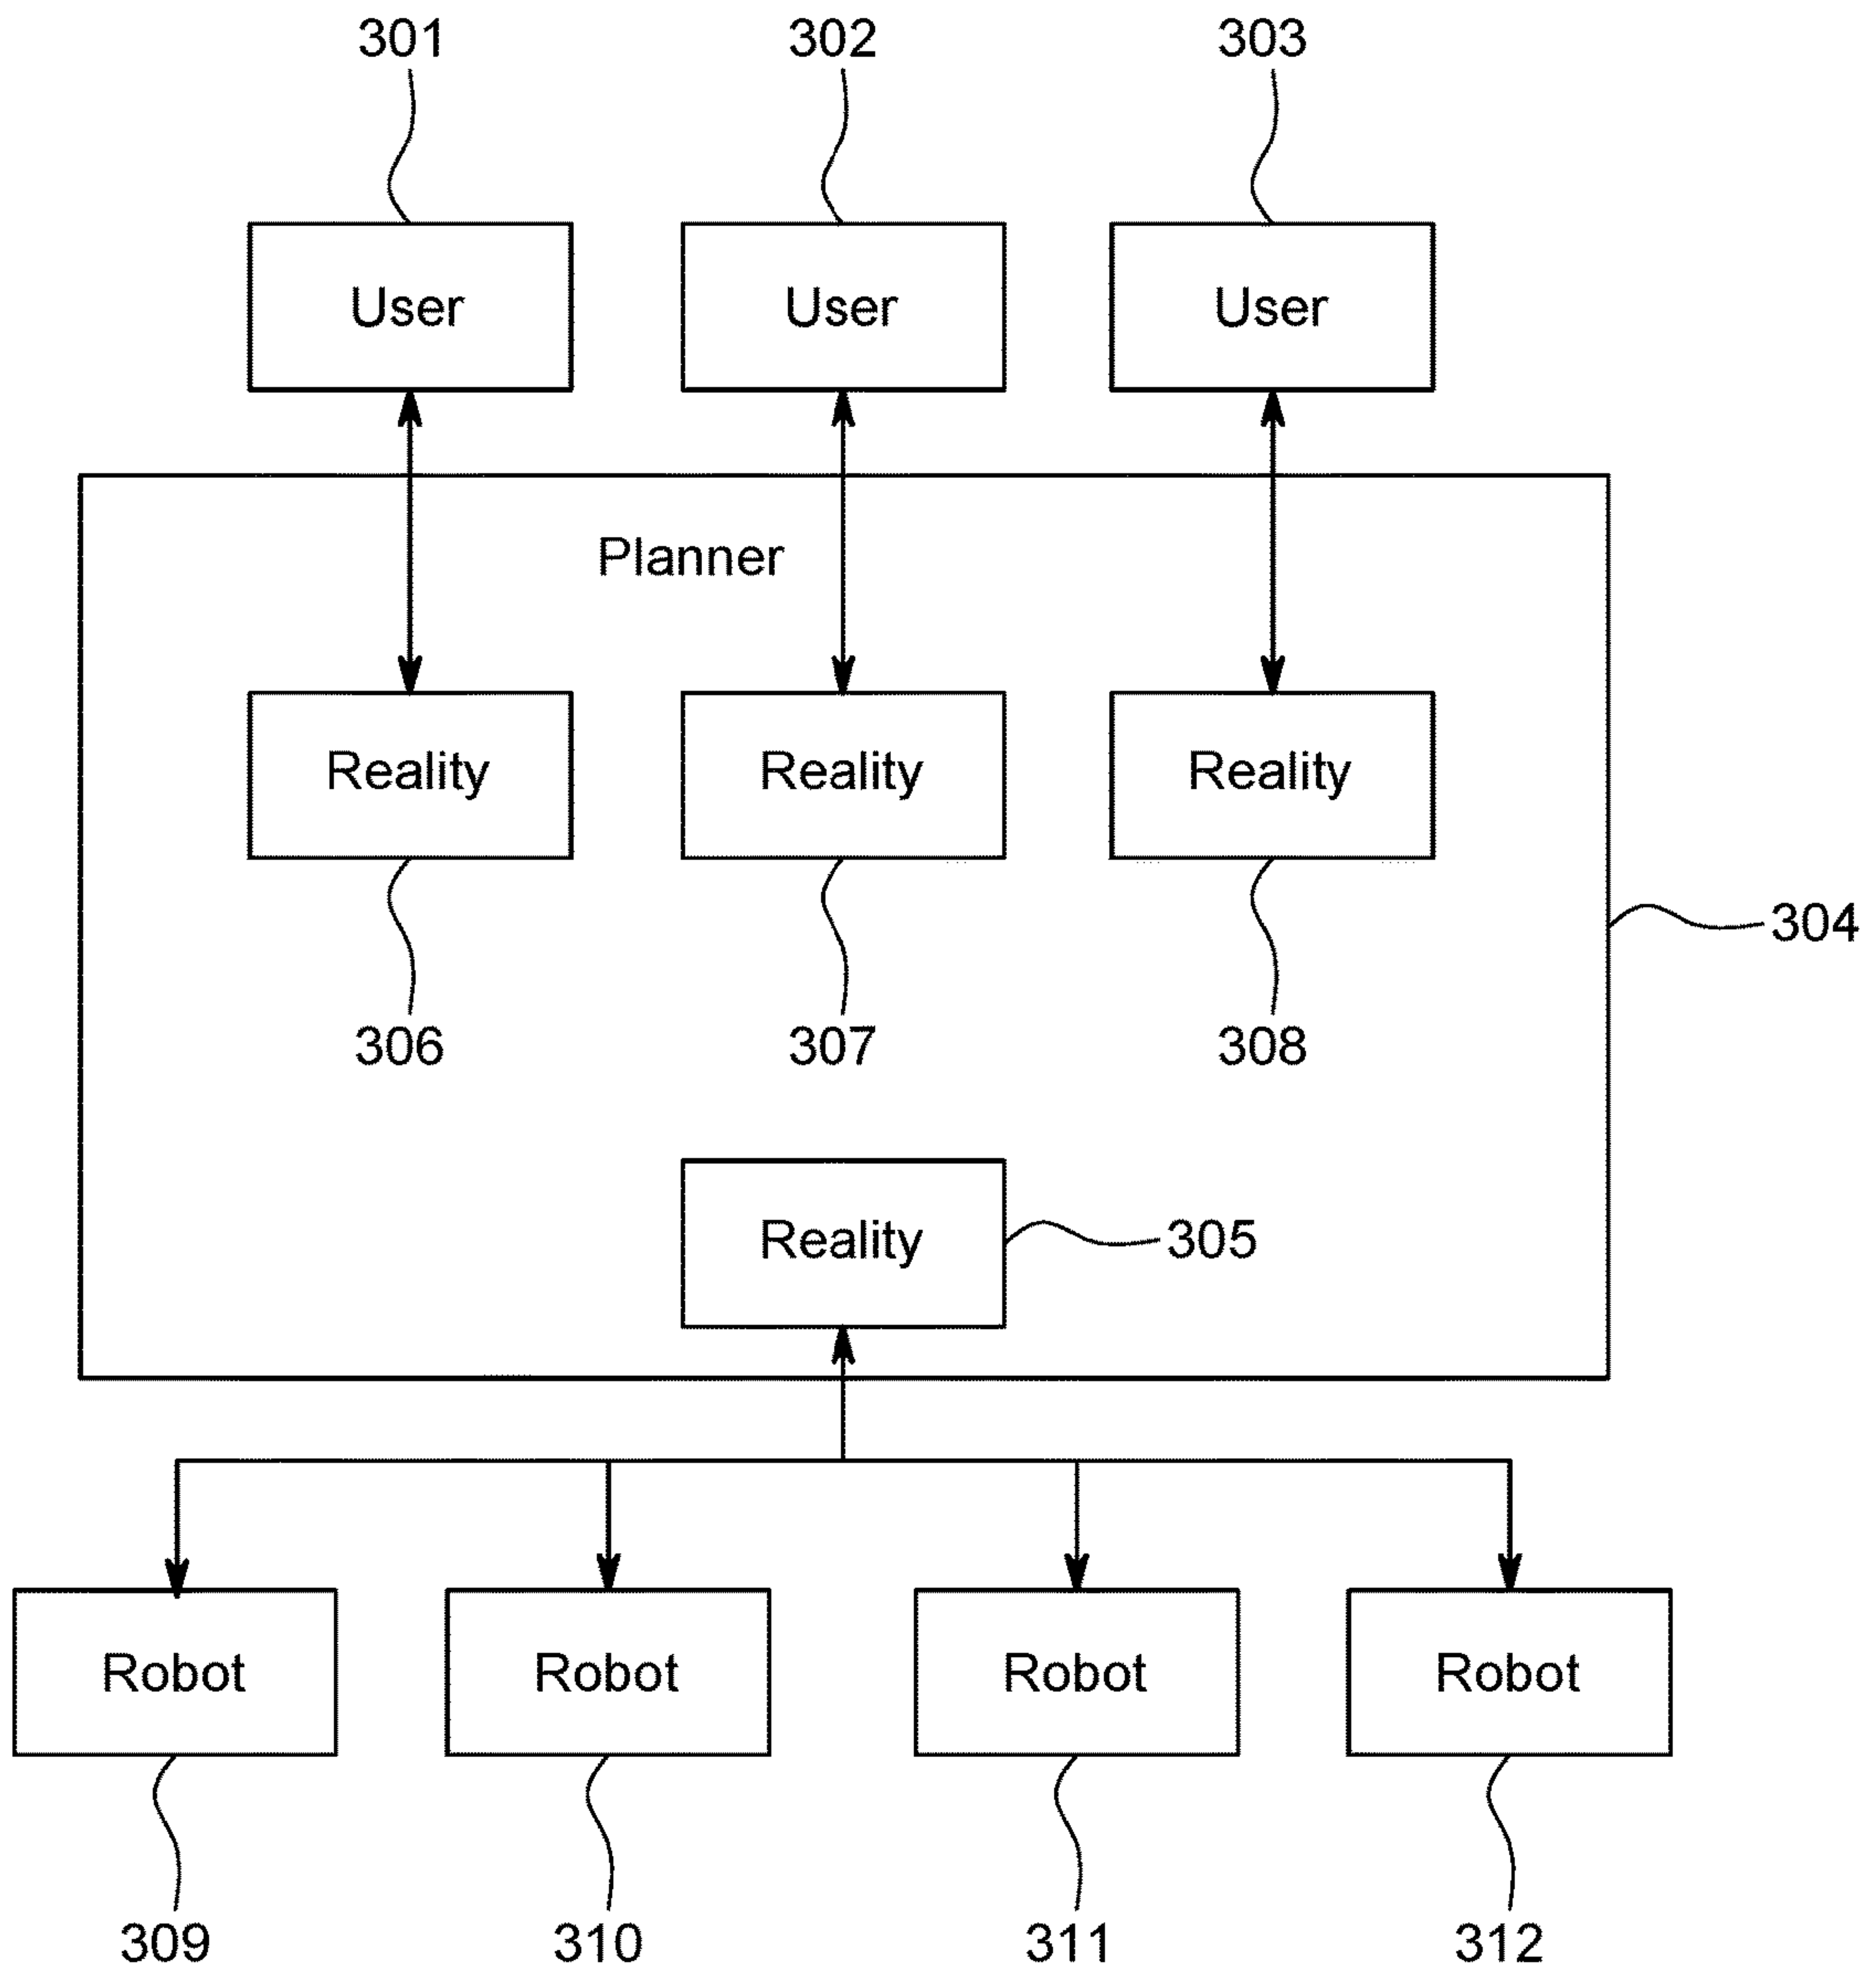 301 302 303
User User User
Planner
Reality Reality Reality
304
306 307 308
Reality 305
Robot Robot Robot Robot
309 310 311 312